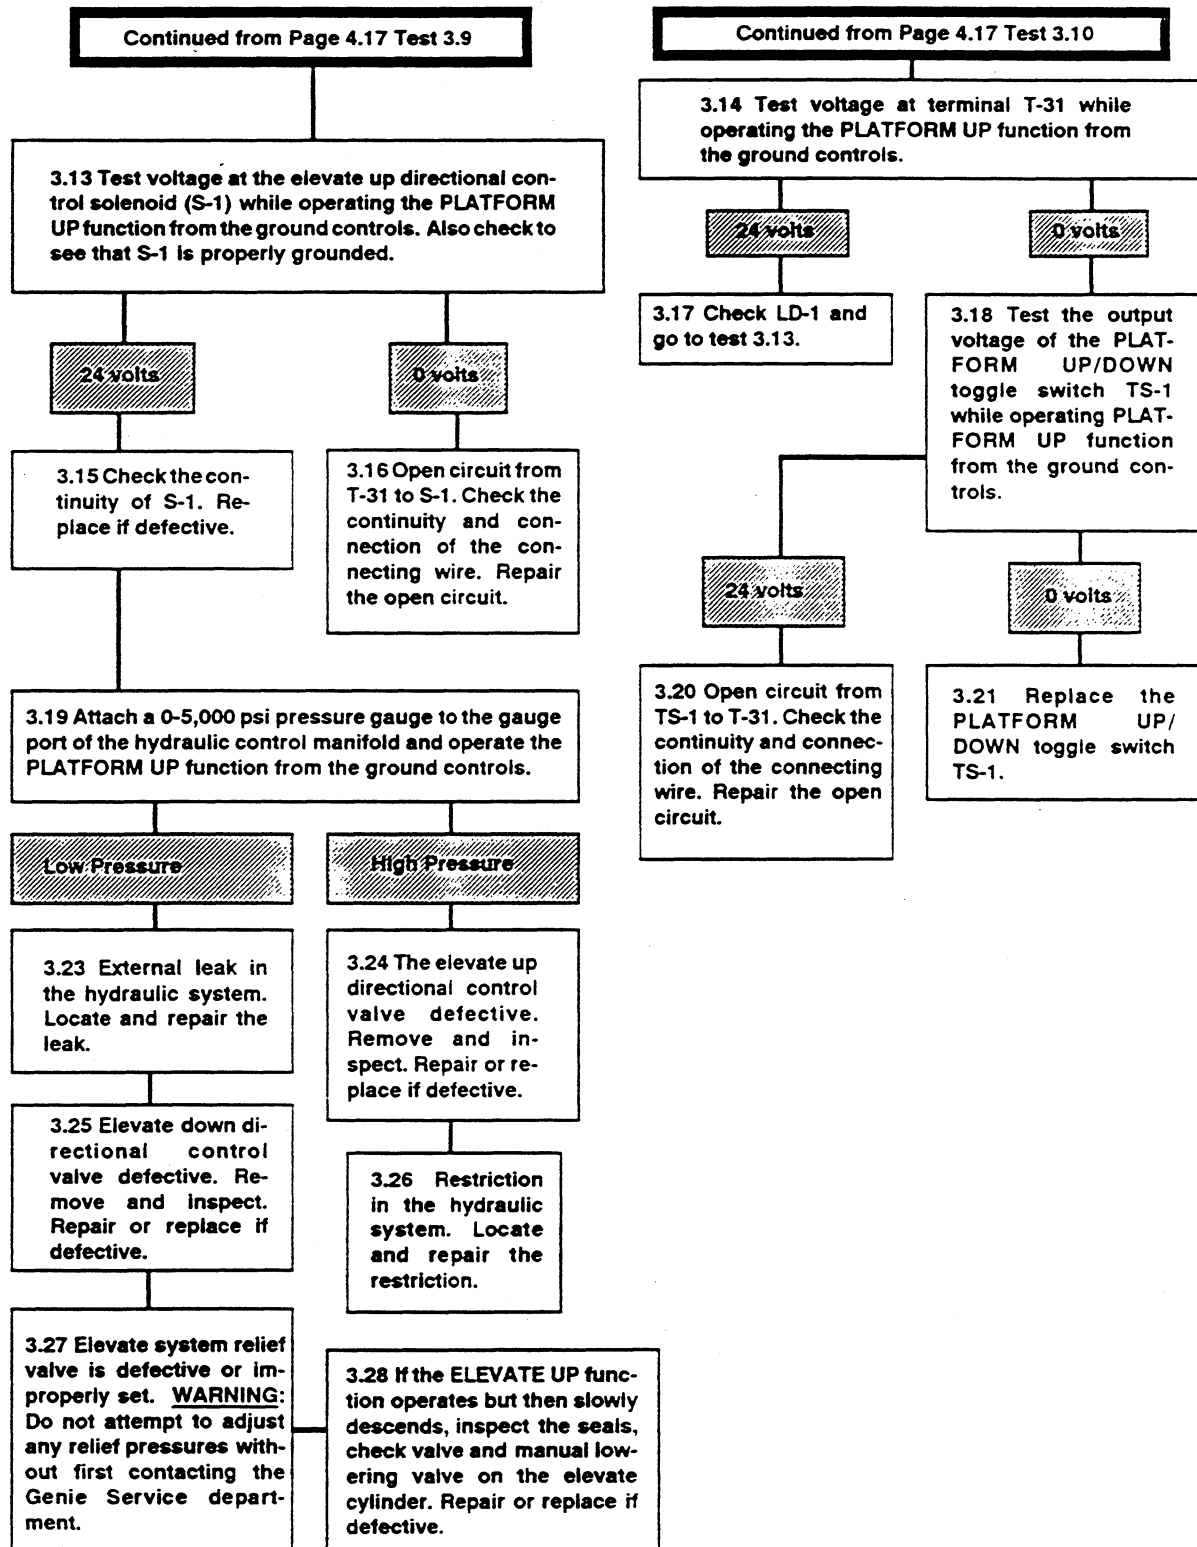 Continued from Page 4.17 Test 3.9
3.13 Test voltage at the elevate up directional con-
trol solenoid (S-1) while operating the PLATFORM
UP function from the ground controls. Also check to
see that S-1 is properly grounded.
24 volts
0 volts
3.15 Check the con-
tinuity of S-1. Re-
place if defective.
3.16 Open circuit from
T-31 to S-1. Check the
continuity and con-
nection of the con-
necting wire. Repair
the open circuit.
3.19 Attach a 0-5,000 psi pressure gauge to the gauge
port of the hydraulic control manifold and operate the
PLATFORM UP function from the ground controls.
Low Pressure
High Pressure
3.23 External leak in
the hydraulic system.
Locate and repair the
leak.
3.24 The elevate up
directional control
valve defective.
Remove and in-
spect. Repair or re-
place if defective.
3.25 Elevate down di-
rectional control
valve defective. Re-
move and inspect.
Repair or replace if
defective.
3.26 Restriction
in the hydraulic
system. Locate
and repair the
restriction.
3.27 Elevate system relief
valve is defective or im-
properly set. WARNING:
Do not attempt to adjust
any relief pressures with-
out first contacting the
Genie Service depart-
ment.
3.28 If the ELEVATE UP func-
tion operates but then slowly
descends, inspect the seals,
check valve and manual low-
ering valve on the elevate
cylinder. Repair or replace if
defective.
Continued from Page 4.17 Test 3.10
3.14 Test voltage at terminal T-31 while
operating the PLATFORM UP function from
the ground controls.
24 volts
0 volts
3.17 Check LD-1 and
go to test 3.13.
3.18 Test the output
voltage of the PLAT-
FORM UP/DOWN
toggle switch TS-1
while operating PLAT-
FORM UP function
from the ground con-
trols.
24 volts
0 volts
3.20 Open circuit from
TS-1 to T-31. Check the
continuity and connec-
tion of the connecting
wire. Repair the open
circuit.
3.21 Replace the
PLATFORM UP/
DOWN toggle switch
TS-1.